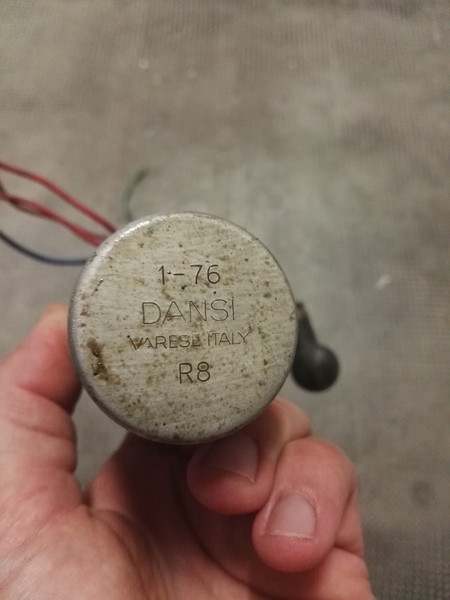 1-76
DANSI
VARESE ITALY
R8